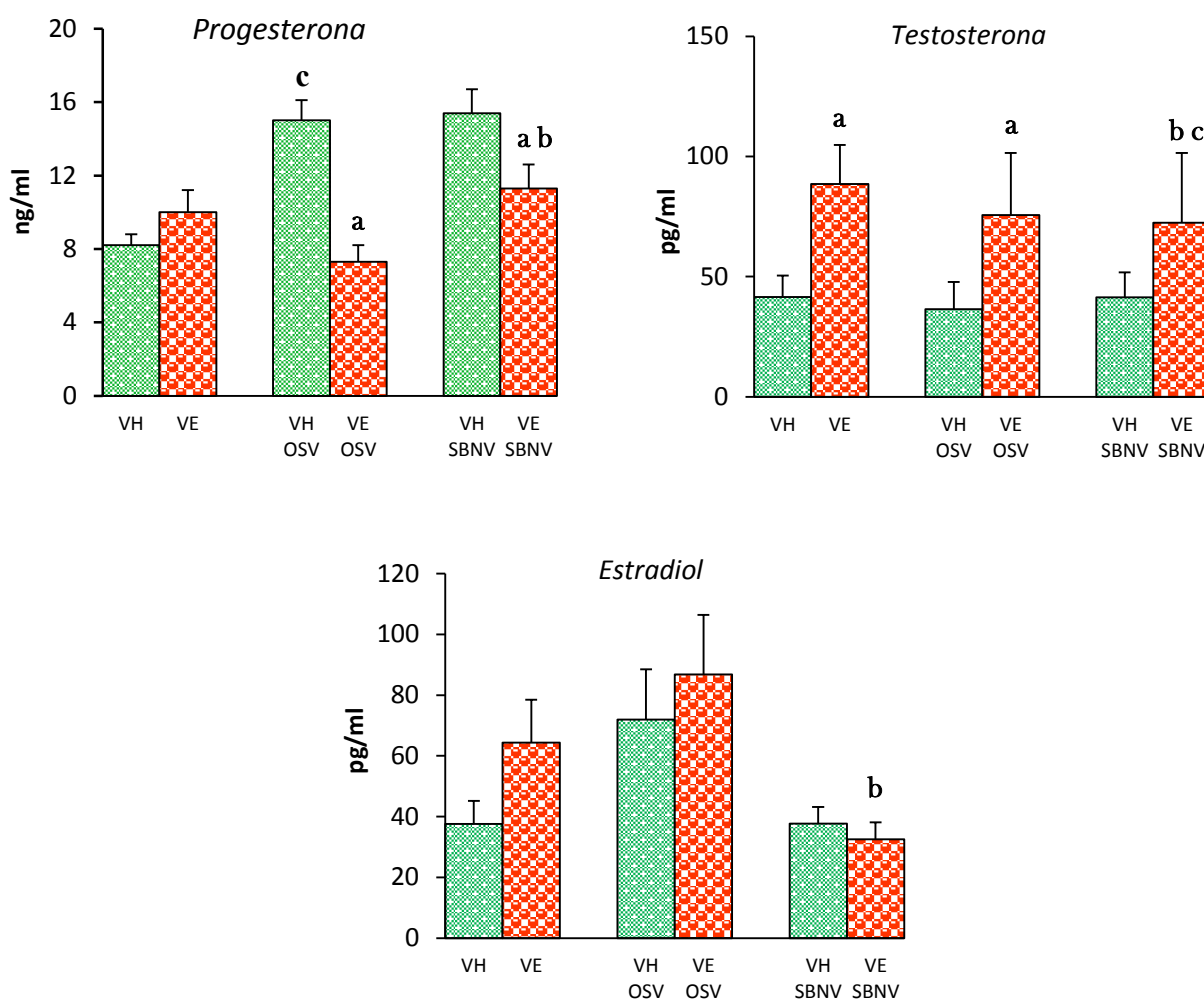 Progesterona
20
16
12
8
4
0
ng/ml
c
a
a b
VH VE VH VE VH VE
OSV OSV SBNV SBNV
Testosterona
150
100
50
0
pg/ml
a
a
b c
VH VE VH VE VH VE
OSV OSV SBNV SBNV
Estradiol
120
100
80
60
40
20
0
pg/ml
b
VH VE VH VE VH VE
OSV OSV SBNV SBNV